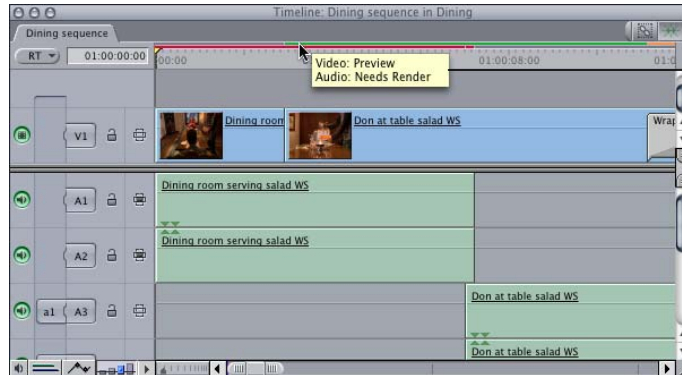 Timeline: Dining sequence in Dining
Dining sequence
RT 01:00:00:00 00:00 01:00:08:00 01:0
Video: Preview
Audio: Needs Render
V1 Dining room Don at table salad WS Wrap
A1 Dining room serving salad WS
A2 Dining room serving salad WS
a1 A3 Don at table salad WS
Don at table salad WS